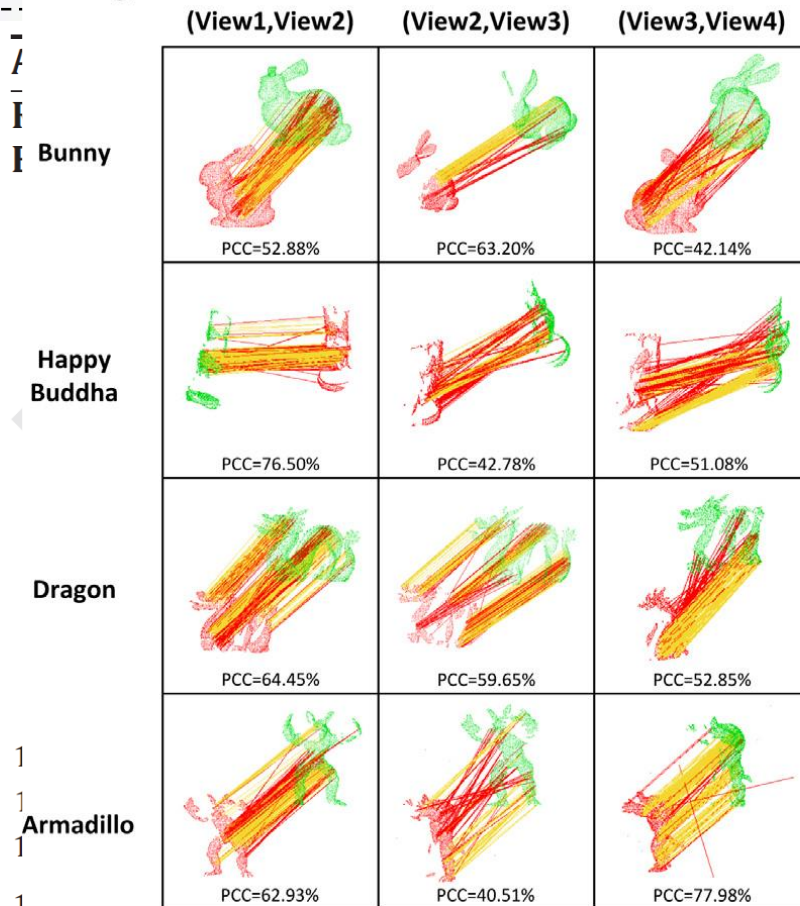 (View1,View2) (View2,View3) (View3,View4)
Bunny
PCC=52.88% PCC=63.20% PCC=42.14%
Happy
Buddha
PCC=76.50% PCC=42.78% PCC=51.08%
Dragon
PCC=64.45% PCC=59.65% PCC=52.85%
Armadillo
PCC=62.93% PCC=40.51% PCC=77.98%